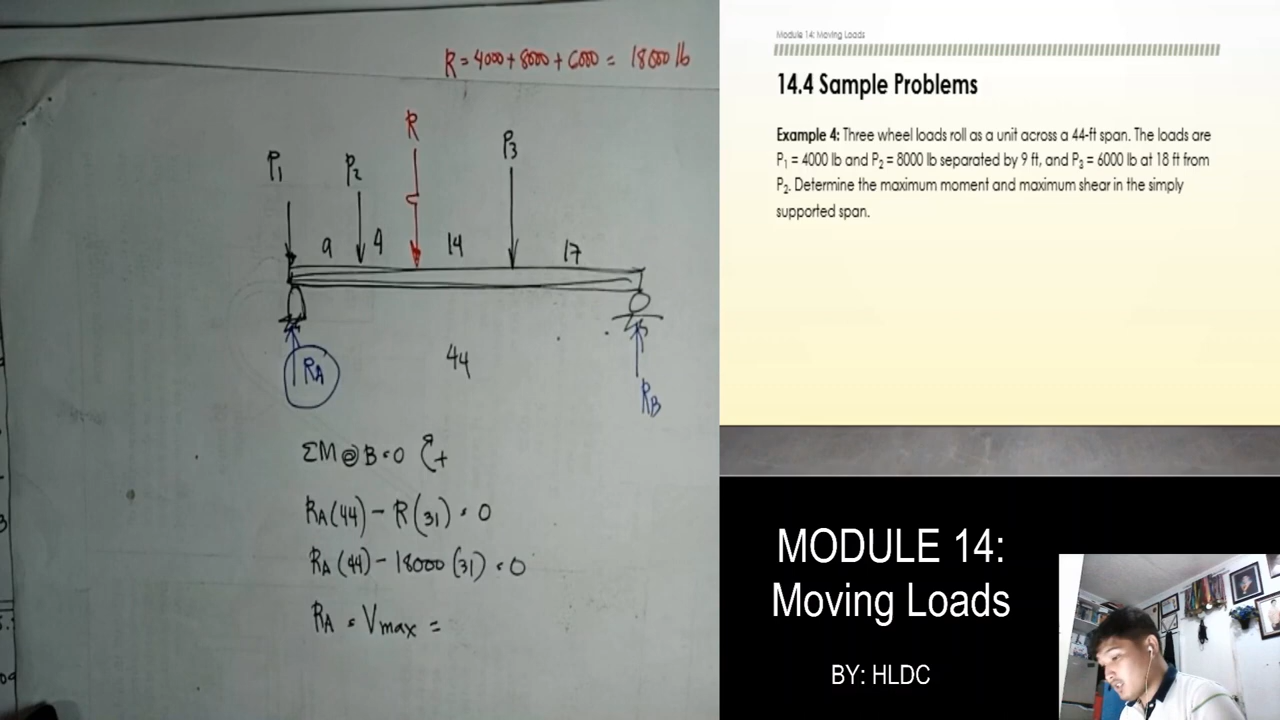 R = 4000 + 8000 + 6000 = 18000 lb
R
P1 P2 P3
9 4 14 17
RA 44 RB
ΣM@B=0 +
RA(44) - R(31) = 0
RA(44) - 18000(31) = 0
RA = Vmax =
Module 14: Moving Loads
14.4 Sample Problems
Example 4: Three wheel loads roll as a unit across a 44-ft span. The loads are
P1 = 4000 lb and P2 = 8000 lb separated by 9 ft, and P3 = 6000 lb at 18 ft from
P2. Determine the maximum moment and maximum shear in the simply
supported span.
MODULE 14:
Moving Loads
BY: HLDC